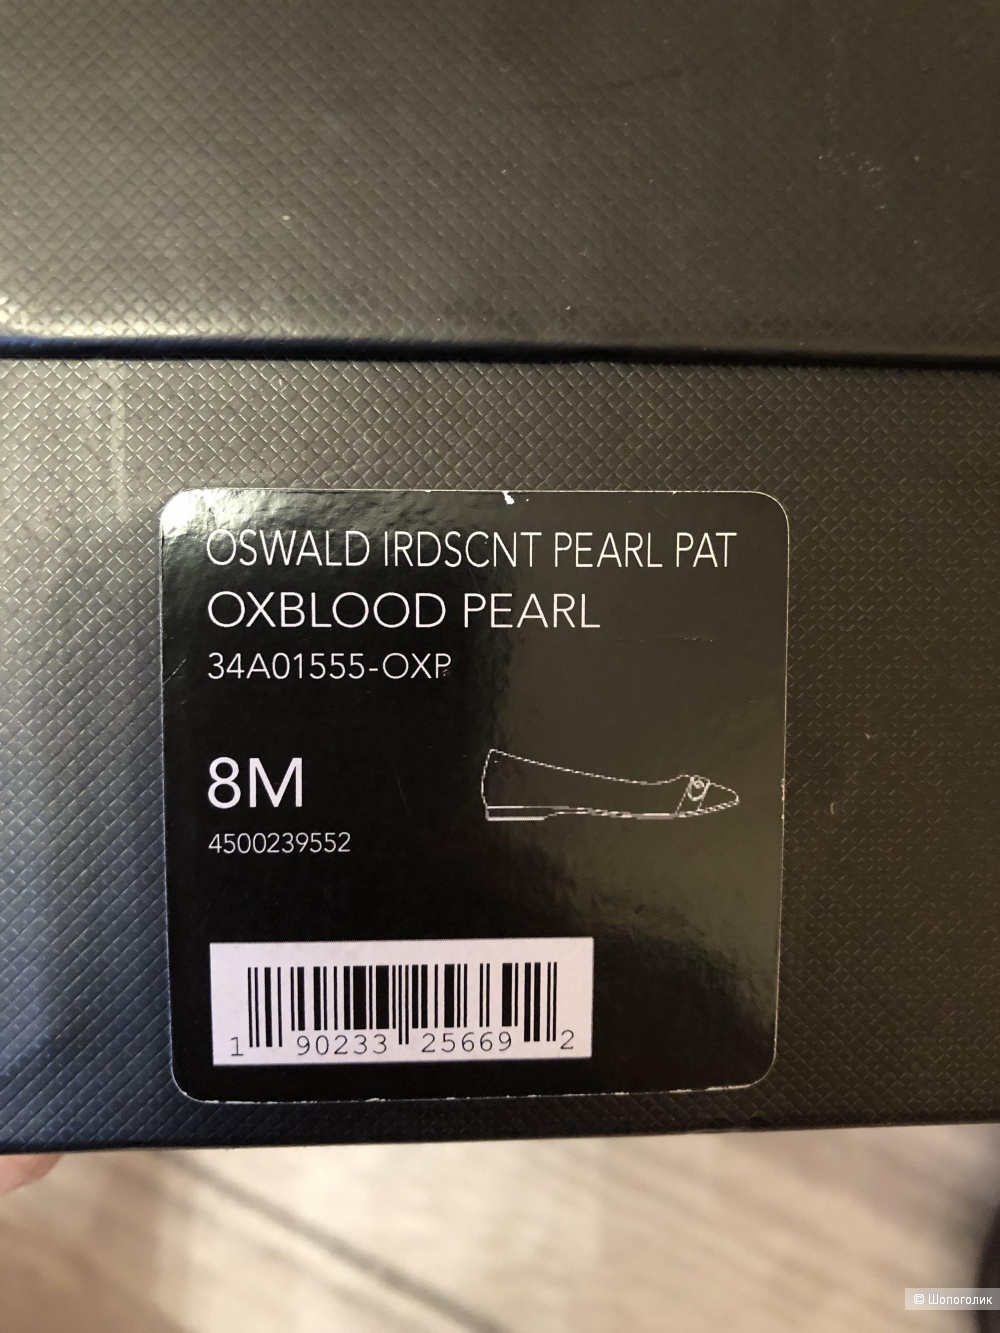 OSWALD IRDSCNT PEARL PAT
OXBLOOD PEARL
34A01555-OXP
8M
4500239552
1 90233 25669 2
© Шопоголик